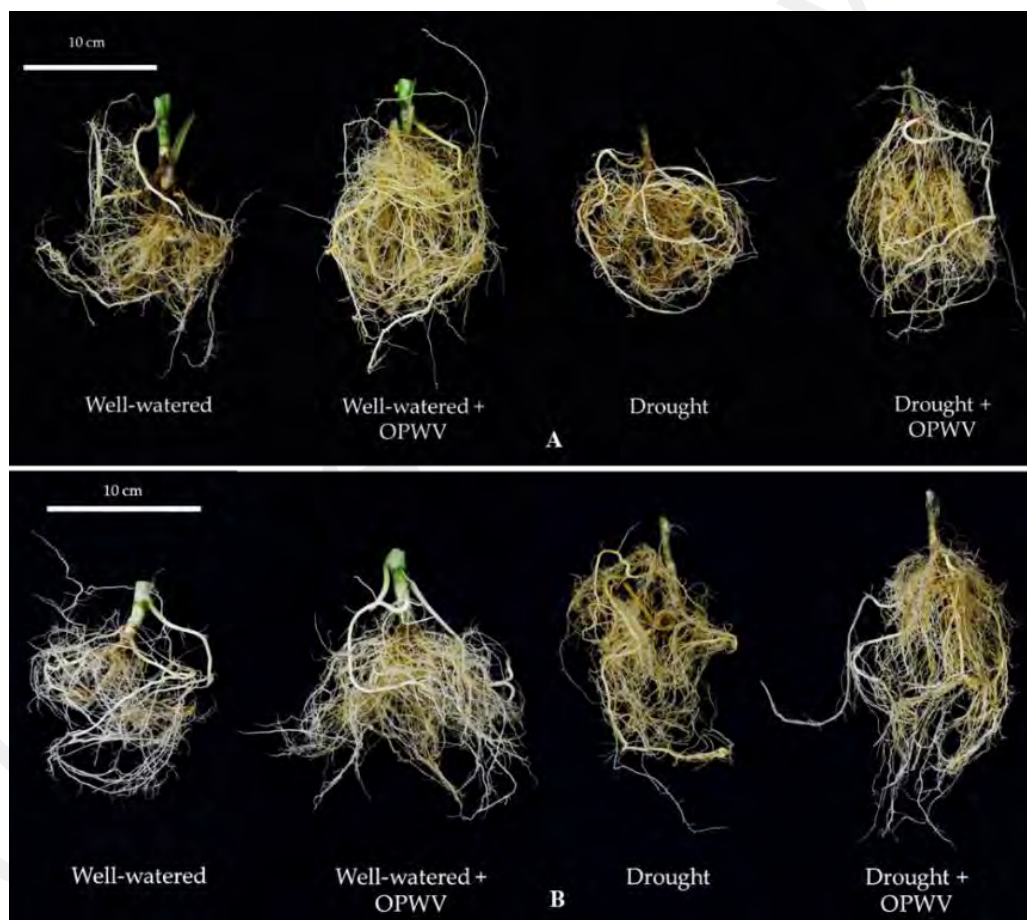 10 cm
Well-watered
Well-watered +
OPWV
Drought
Drought +
OPWV
A
10 cm
Well-watered
Well-watered +
OPWV
Drought
Drought +
OPWV
B